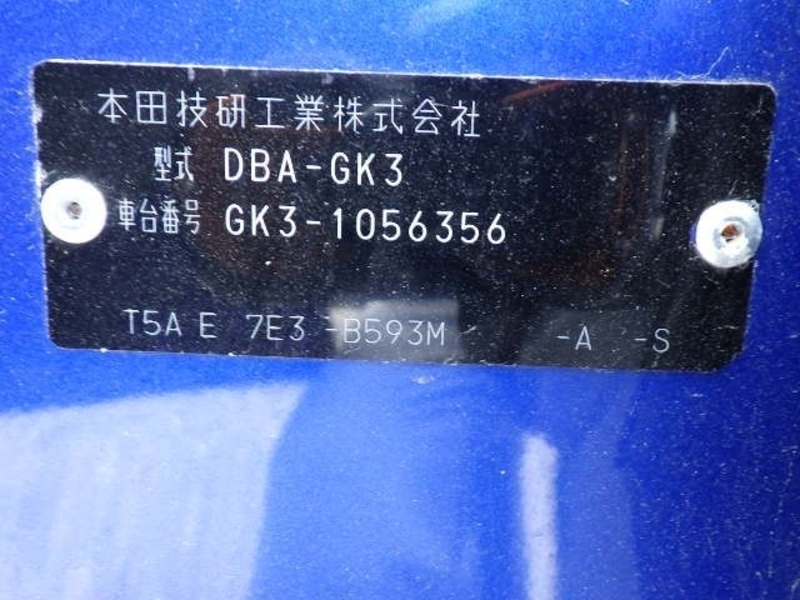 本田技研工業株式会社
型式 DBA-GK3
車台番号 GK3-1056356
T5A E 7E3 -B593M -A -S